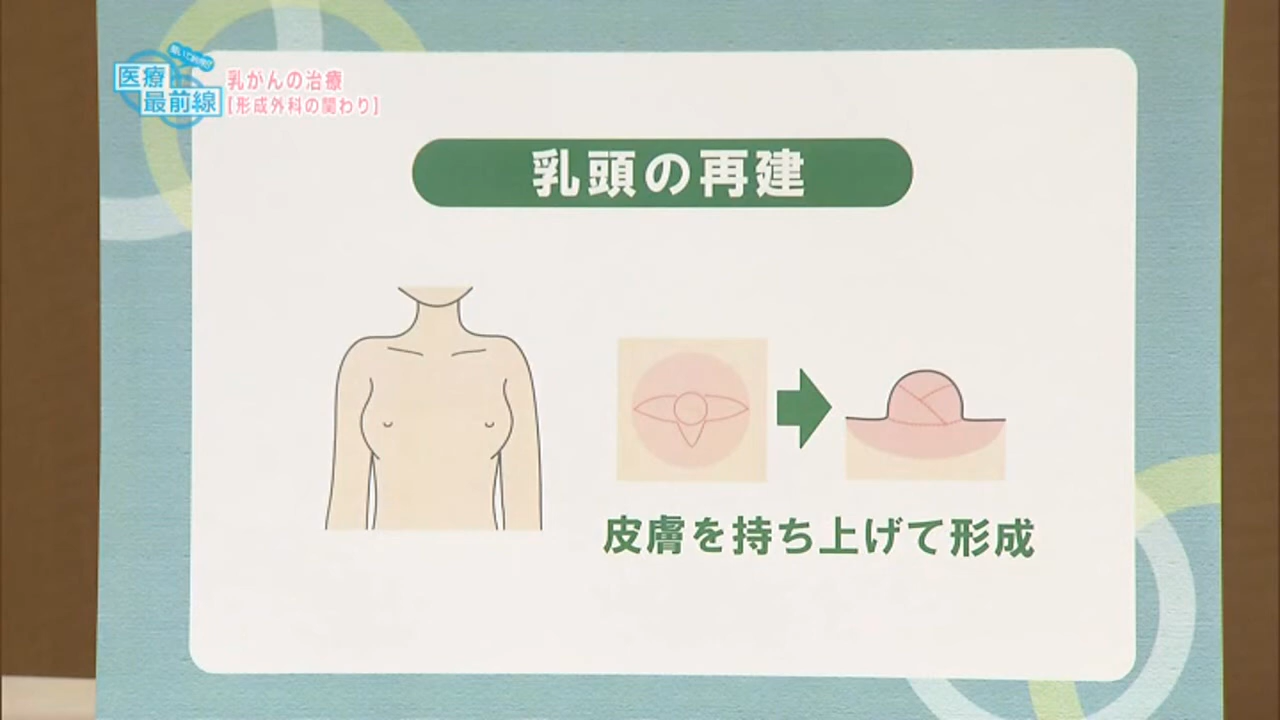 医療
最前線
乳がんの治療
【形成外科の関わり】
乳頭の再建
皮膚を持ち上げて形成